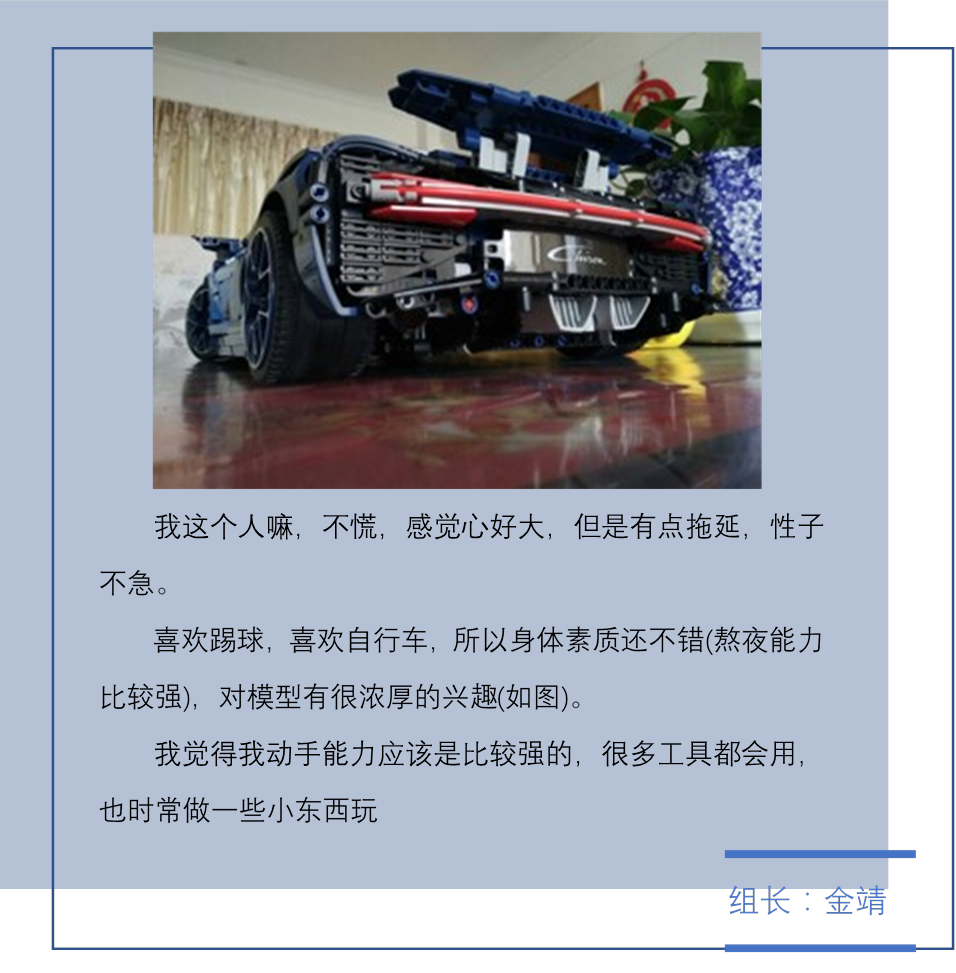 Chiron
我这个人嘛，不慌，感觉心好大，但是有点拖延，性子
不急。
喜欢踢球，喜欢自行车，所以身体素质还不错(熬夜能力
比较强)，对模型有很浓厚的兴趣(如图)。
我觉得我动手能力应该是比较强的，很多工具都会用，
也时常做一些小东西玩
组长：金靖